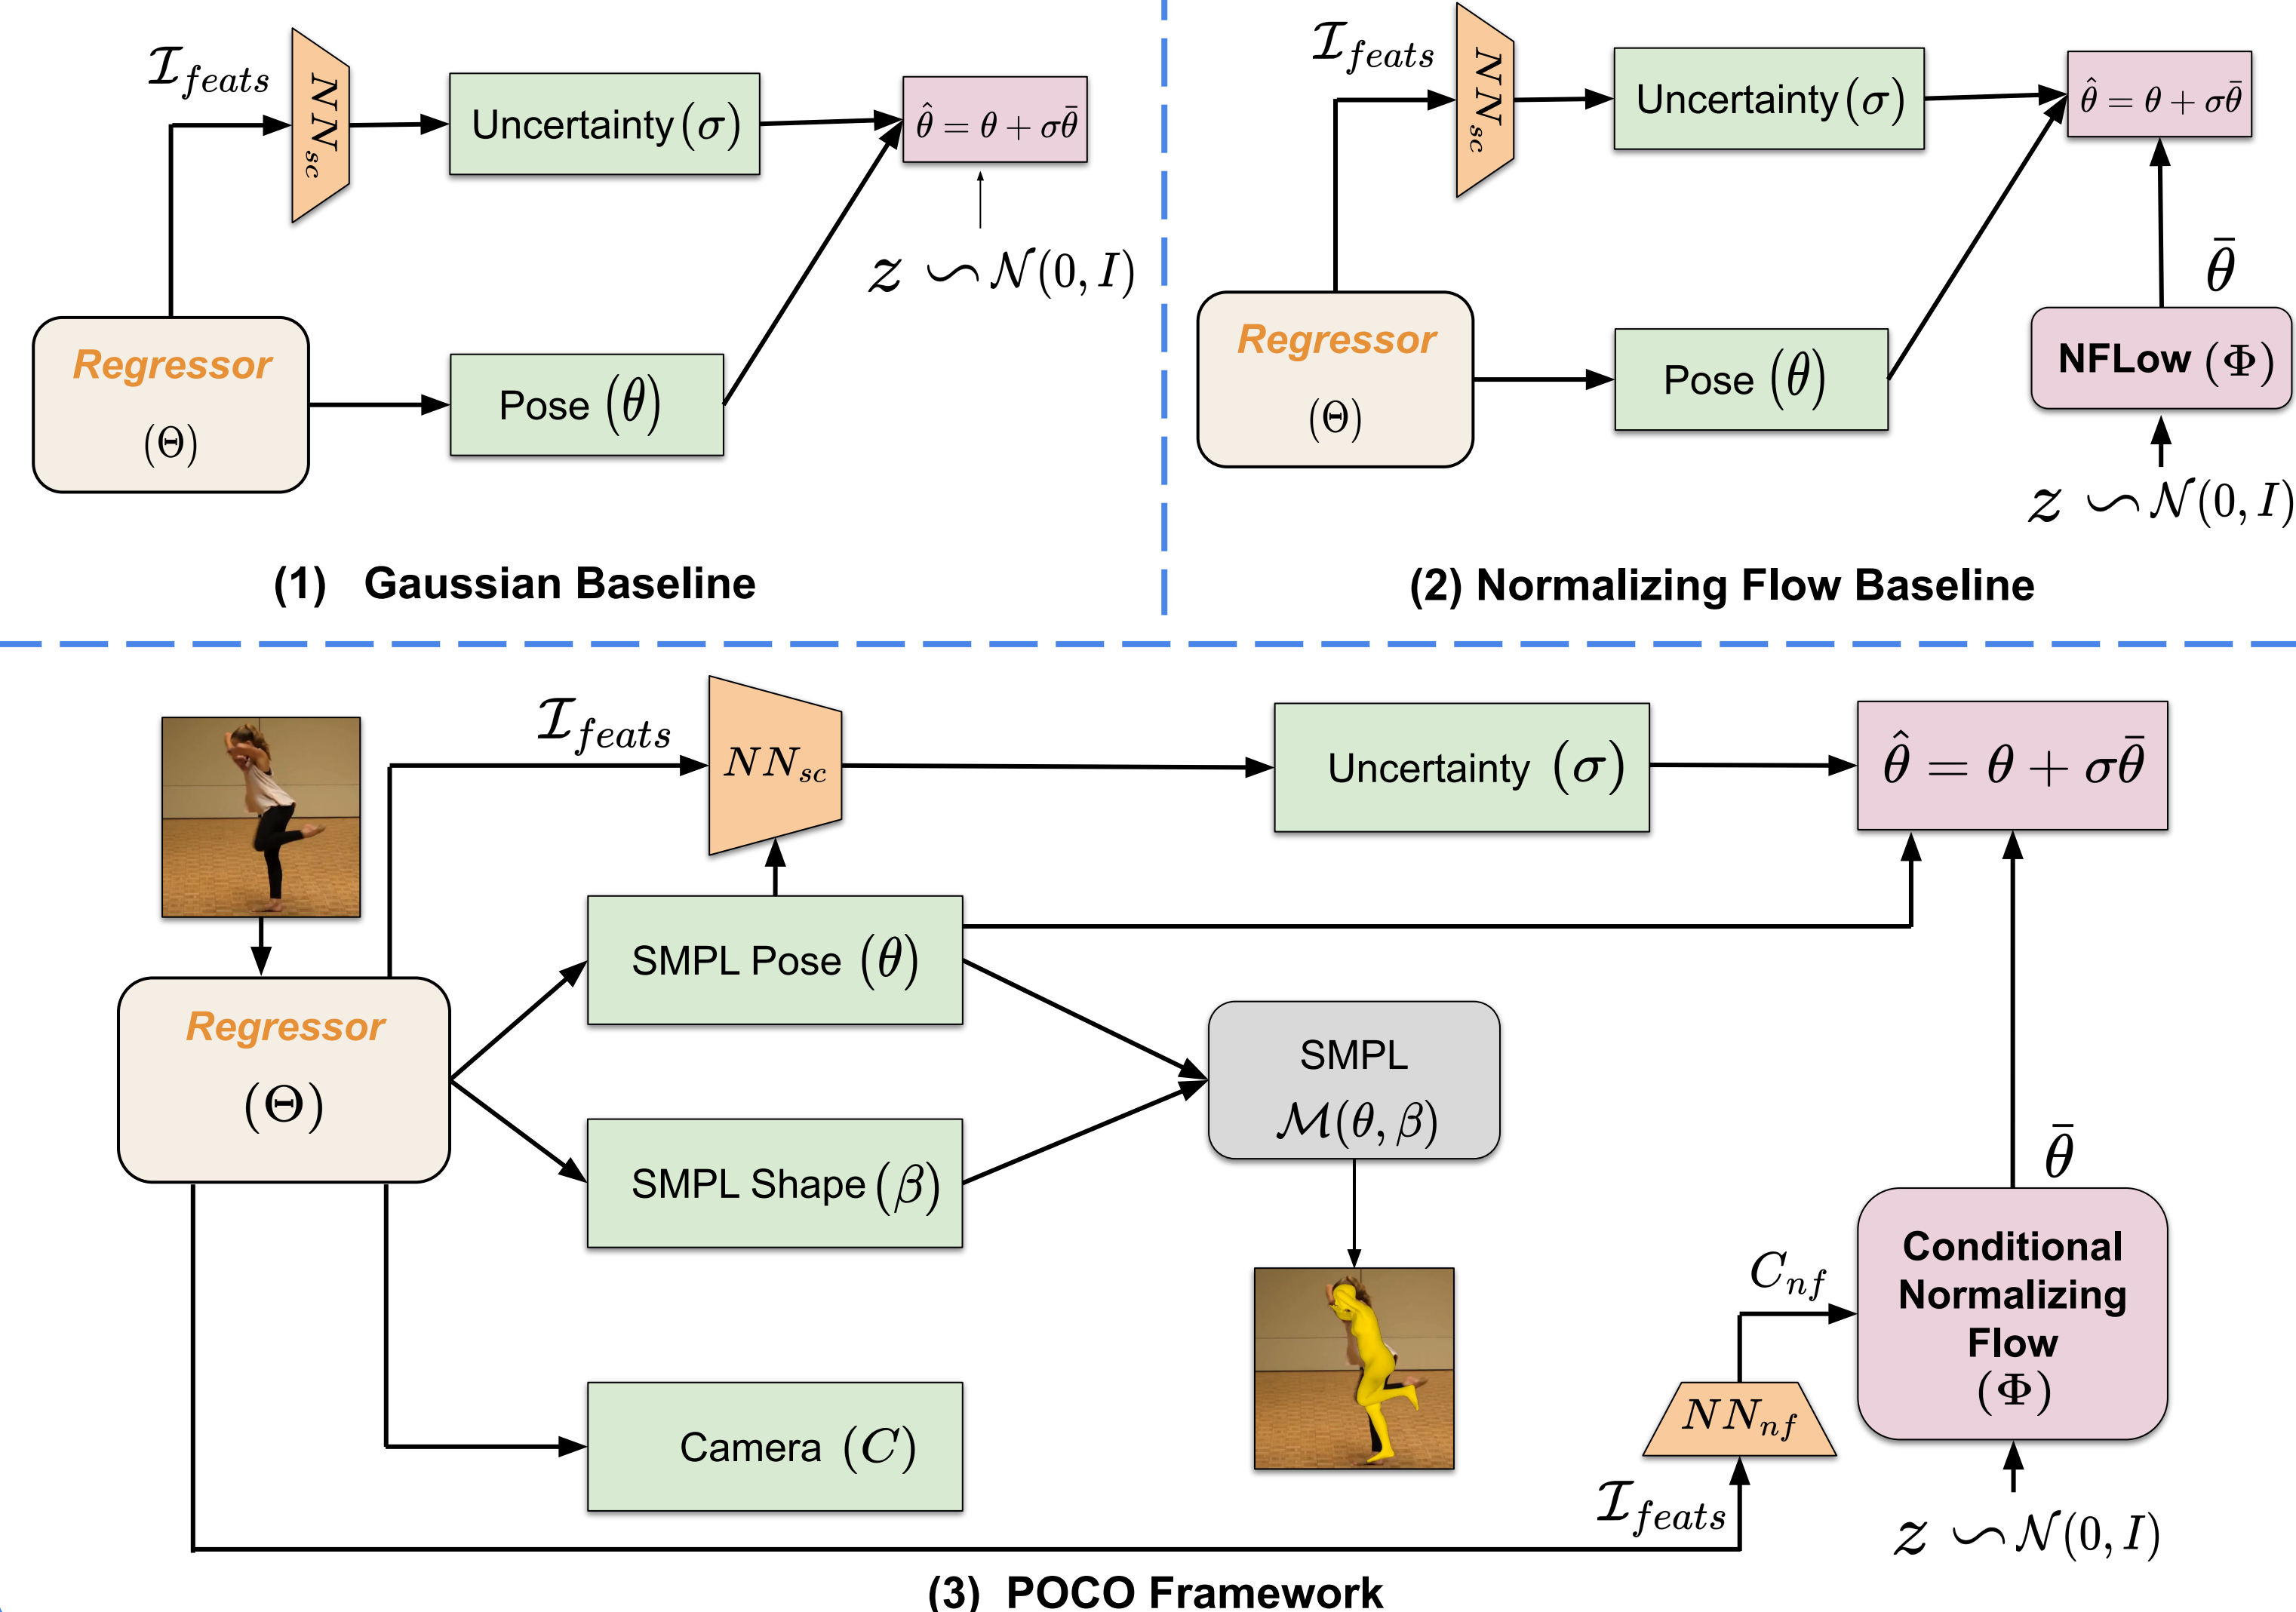 𝓘_feats
NN_sc
Uncertainty (σ)
θ̂ = θ + σθ̄
z ∽ 𝒩(0, I)
Regressor
(Θ)
Pose (θ)
(1) Gaussian Baseline
𝓘_feats
NN_sc
Uncertainty (σ)
θ̂ = θ + σθ̄
θ̄
Regressor
(Θ)
Pose (θ)
NFLow (Φ)
z ∽ 𝒩(0, I)
(2) Normalizing Flow Baseline
𝓘_feats
NN_sc
Uncertainty (σ)
θ̂ = θ + σθ̄
SMPL Pose (θ)
Regressor
(Θ)
SMPL
ℳ(θ, β)
SMPL Shape (β)
θ̄
Conditional
Normalizing
Flow
(Φ)
C_nf
NN_nf
Camera (C)
𝓘_feats
z ∽ 𝒩(0, I)
(3) POCO Framework